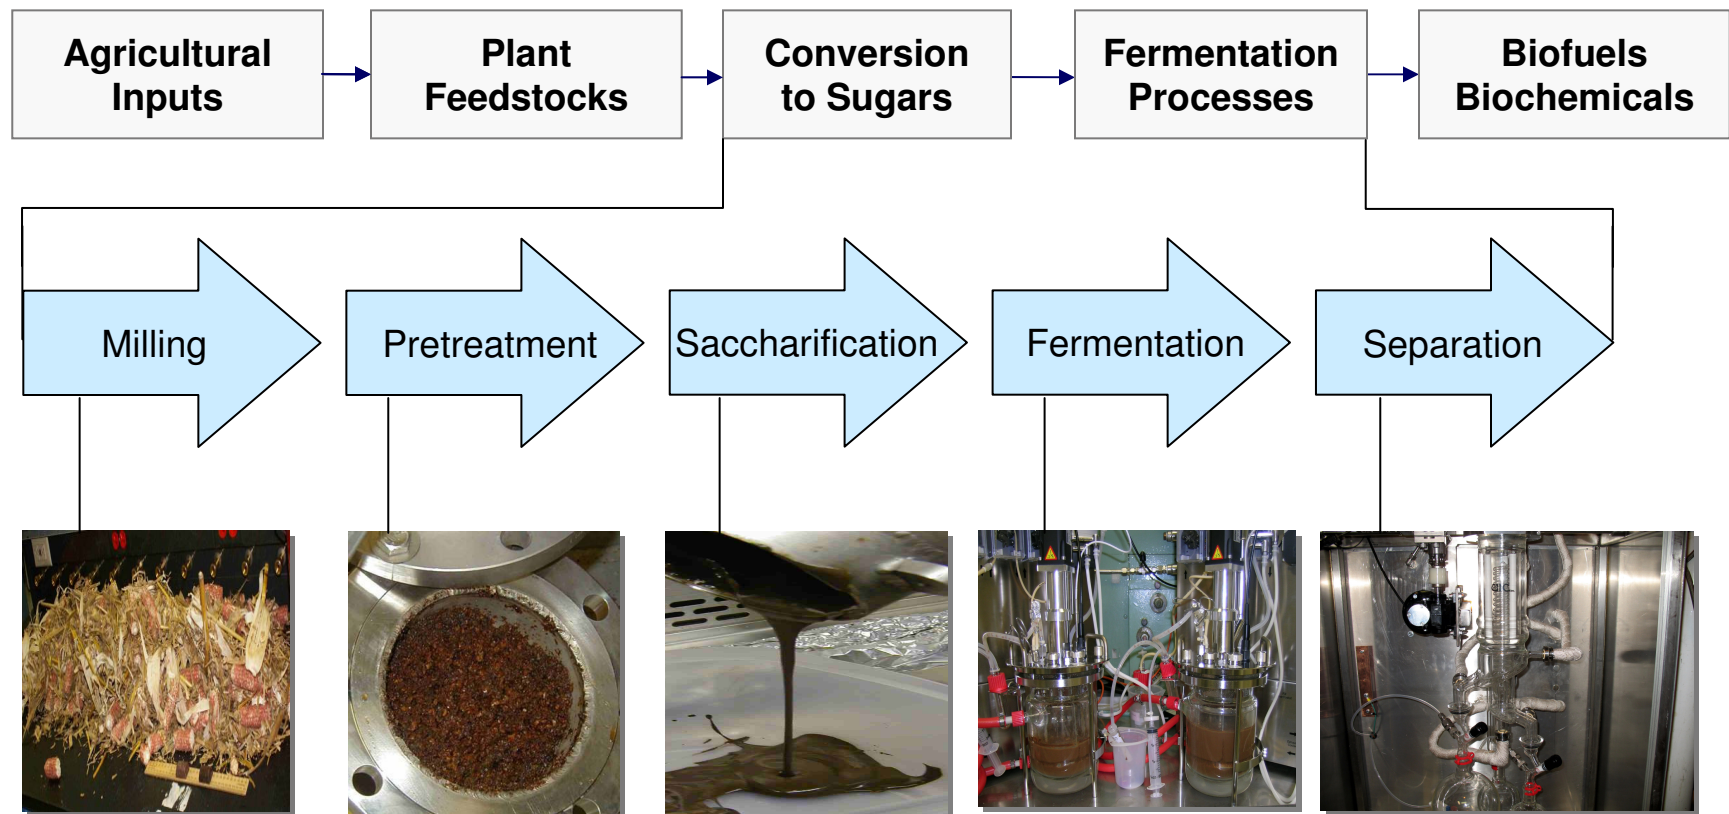 Agricultural
Inputs
Plant
Feedstocks
Conversion
to Sugars
Fermentation
Processes
Biofuels
Biochemicals
Milling
Pretreatment
Saccharification
Fermentation
Separation